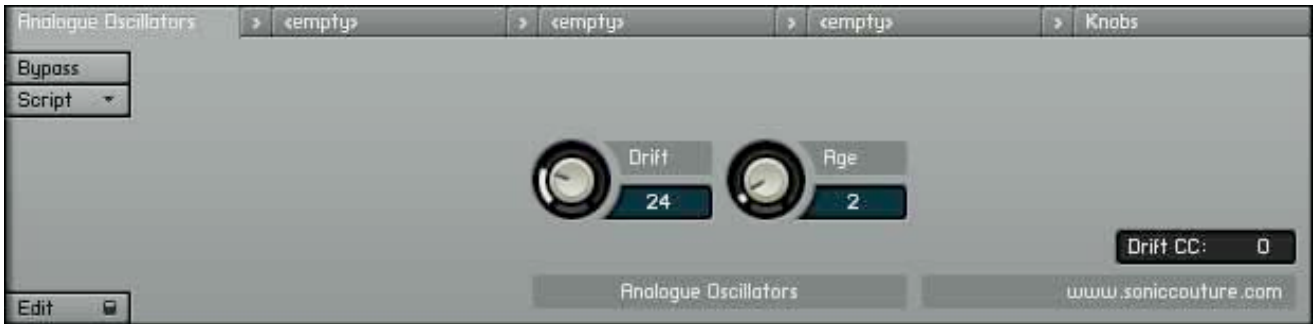 Analogue Oscillators > <empty> > <empty> > <empty> > Knobs
Bypass
Script
Drift
24
Age
2
Drift CC: 0
Analogue Oscillators
www.soniccouture.com
Edit